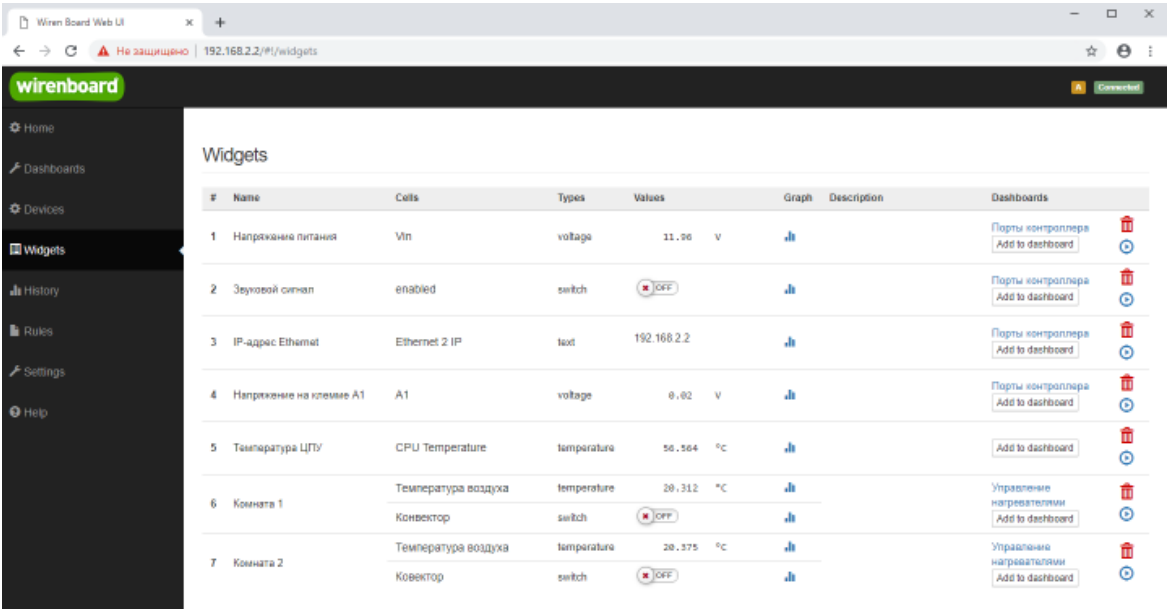 Wiren Board Web UI
Не защищено | 192.168.2.2/#!/widgets
wirenboard
A Connected
Home
Dashboards
Devices
Widgets
History
Rules
Settings
Help
Widgets
# Name Cells Types Values Graph Description Dashboards
1 Напряжение питания Vin voltage 11.96 V Порты контроллера
Add to dashboard
2 Звуковой сигнал enabled switch OFF Порты контроллера
Add to dashboard
3 IP-адрес Ethernet Ethernet 2 IP text 192.168.2.2 Порты контроллера
Add to dashboard
4 Напряжение на клемме A1 A1 voltage 0.02 V Порты контроллера
Add to dashboard
5 Температура ЦПУ CPU Temperature temperature 56.564 °C Add to dashboard
6 Комната 1 Температура воздуха temperature 20.312 °C Управление
нагревателями
Конвектор switch OFF Add to dashboard
7 Комната 2 Температура воздуха temperature 20.375 °C Управление
нагревателями
Ковектор switch OFF Add to dashboard